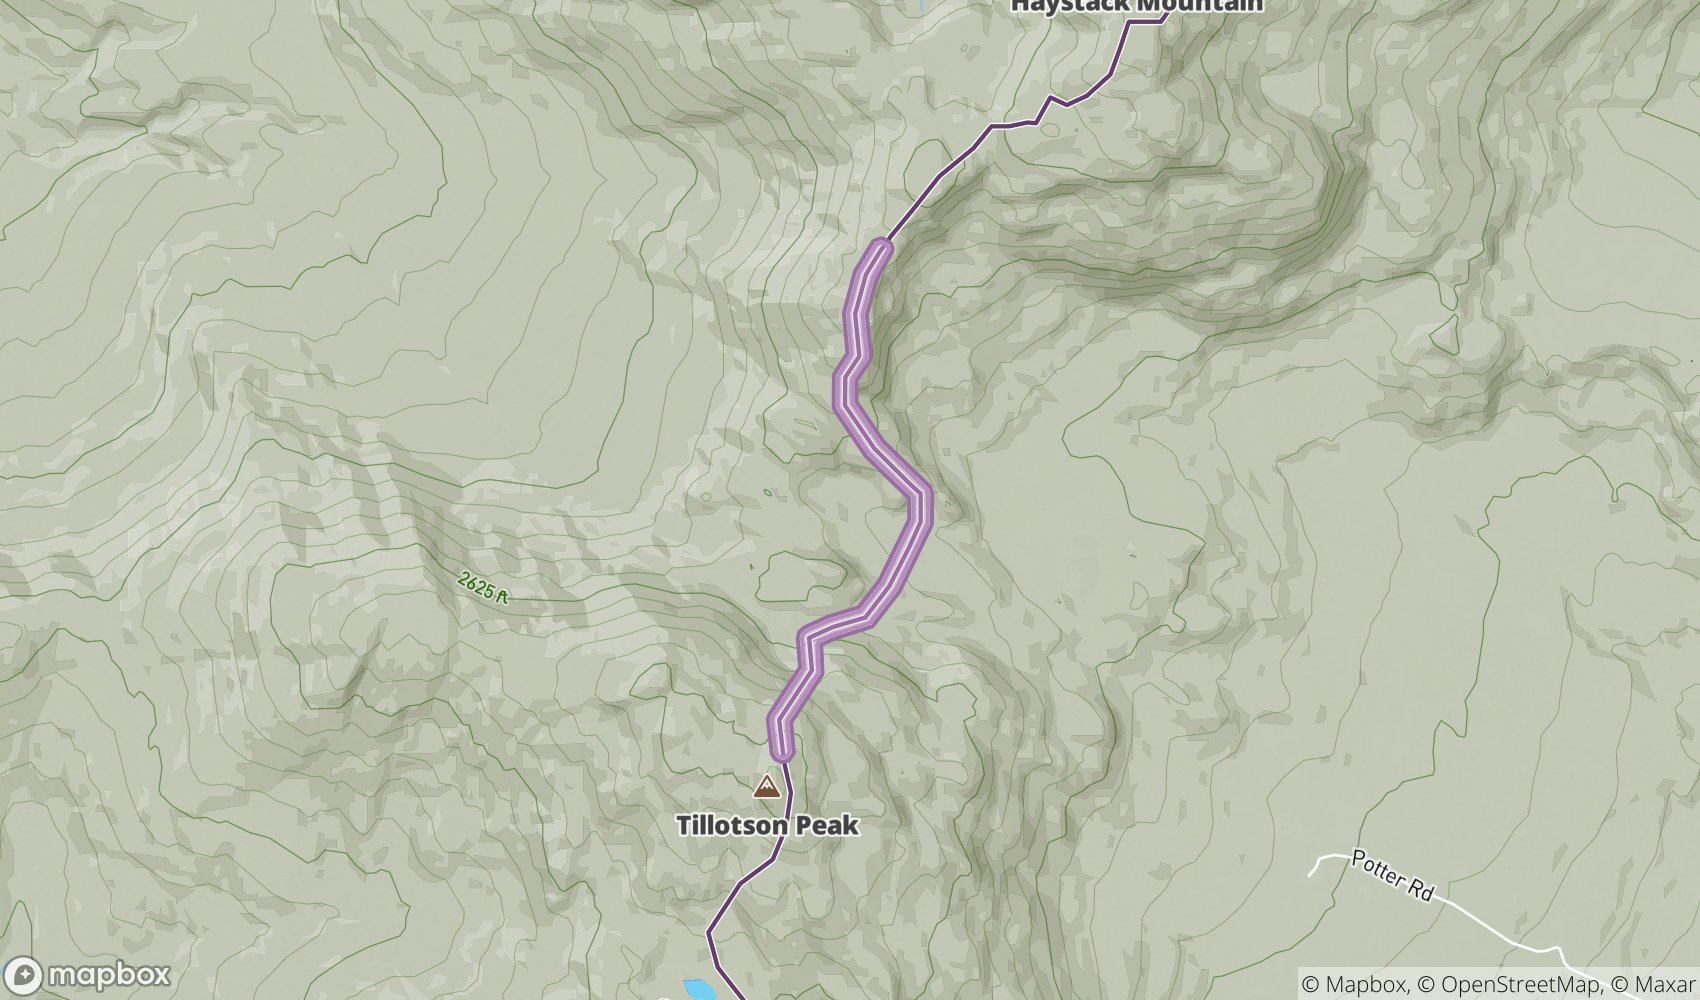 Haystack Mountain
2625 ft
Tillotson Peak
Potter Rd
mapbox
© Mapbox, © OpenStreetMap, © Maxar